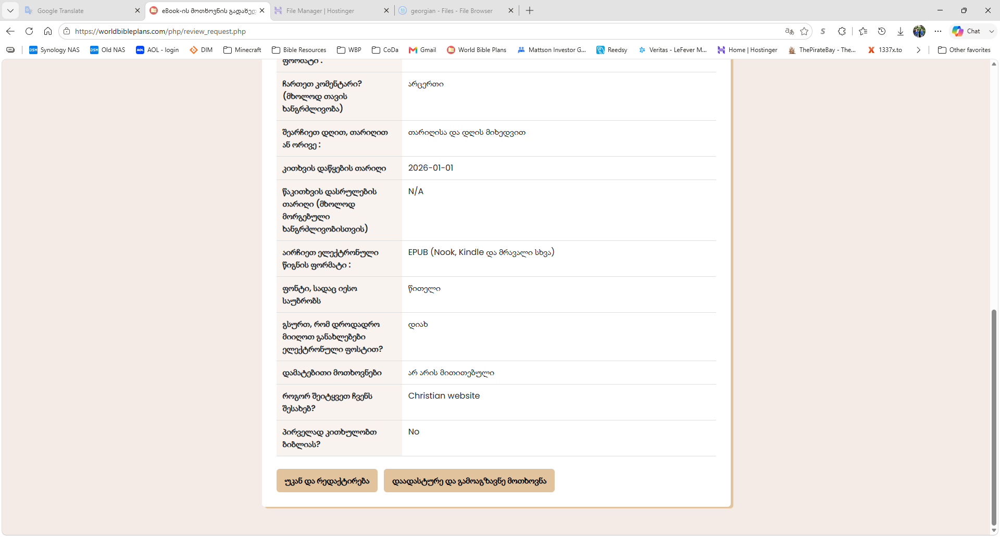 Google Translate
eBook-ის მოთხოვნის გადახედ
File Manager | Hostinger
georgian - Files - File Browser
https://worldbibleplans.com/php/review_request.php
Chat
Synology NAS
Old NAS
AOL - login
DIM
Minecraft
Bible Resources
WBP
CoDa
Gmail
World Bible Plans
Mattson Investor G...
Reedsy
Veritas - LeFever M...
Home | Hostinger
ThePirateBay - The...
1337x.to
Other favorites
ფორმატი :
ჩართეთ კომენტარი?
(მხოლოდ თავის
ხანგრძლივობა)
არცერთი
შეარჩიეთ დღით, თარიღით
ან ორივე :
თარიღისა და დღის მიხედვით
კითხვის დაწყების თარიღი
2026-01-01
წაკითხვის დასრულების
თარიღი (მხოლოდ
მორგებული
ხანგრძლივობისთვის)
N/A
აირჩიეთ ელექტრონული
წიგნის ფორმატი :
EPUB (Nook, Kindle და მრავალი სხვა)
ფონტი, სადაც იესო
საუბრობს
წითელი
გსურთ, რომ დროდადრო
მიიღოთ განახლებები
ელექტრონული ფოსტით?
დიახ
დამატებითი მოთხოვნები
არ არის მითითებული
როგორ შეიტყვეთ ჩვენს
შესახებ?
Christian website
პირველად კითხულობთ
ბიბლიას?
No
უკან და რედაქტირება
დაადასტურე და გამოაგზავნე მოთხოვნა